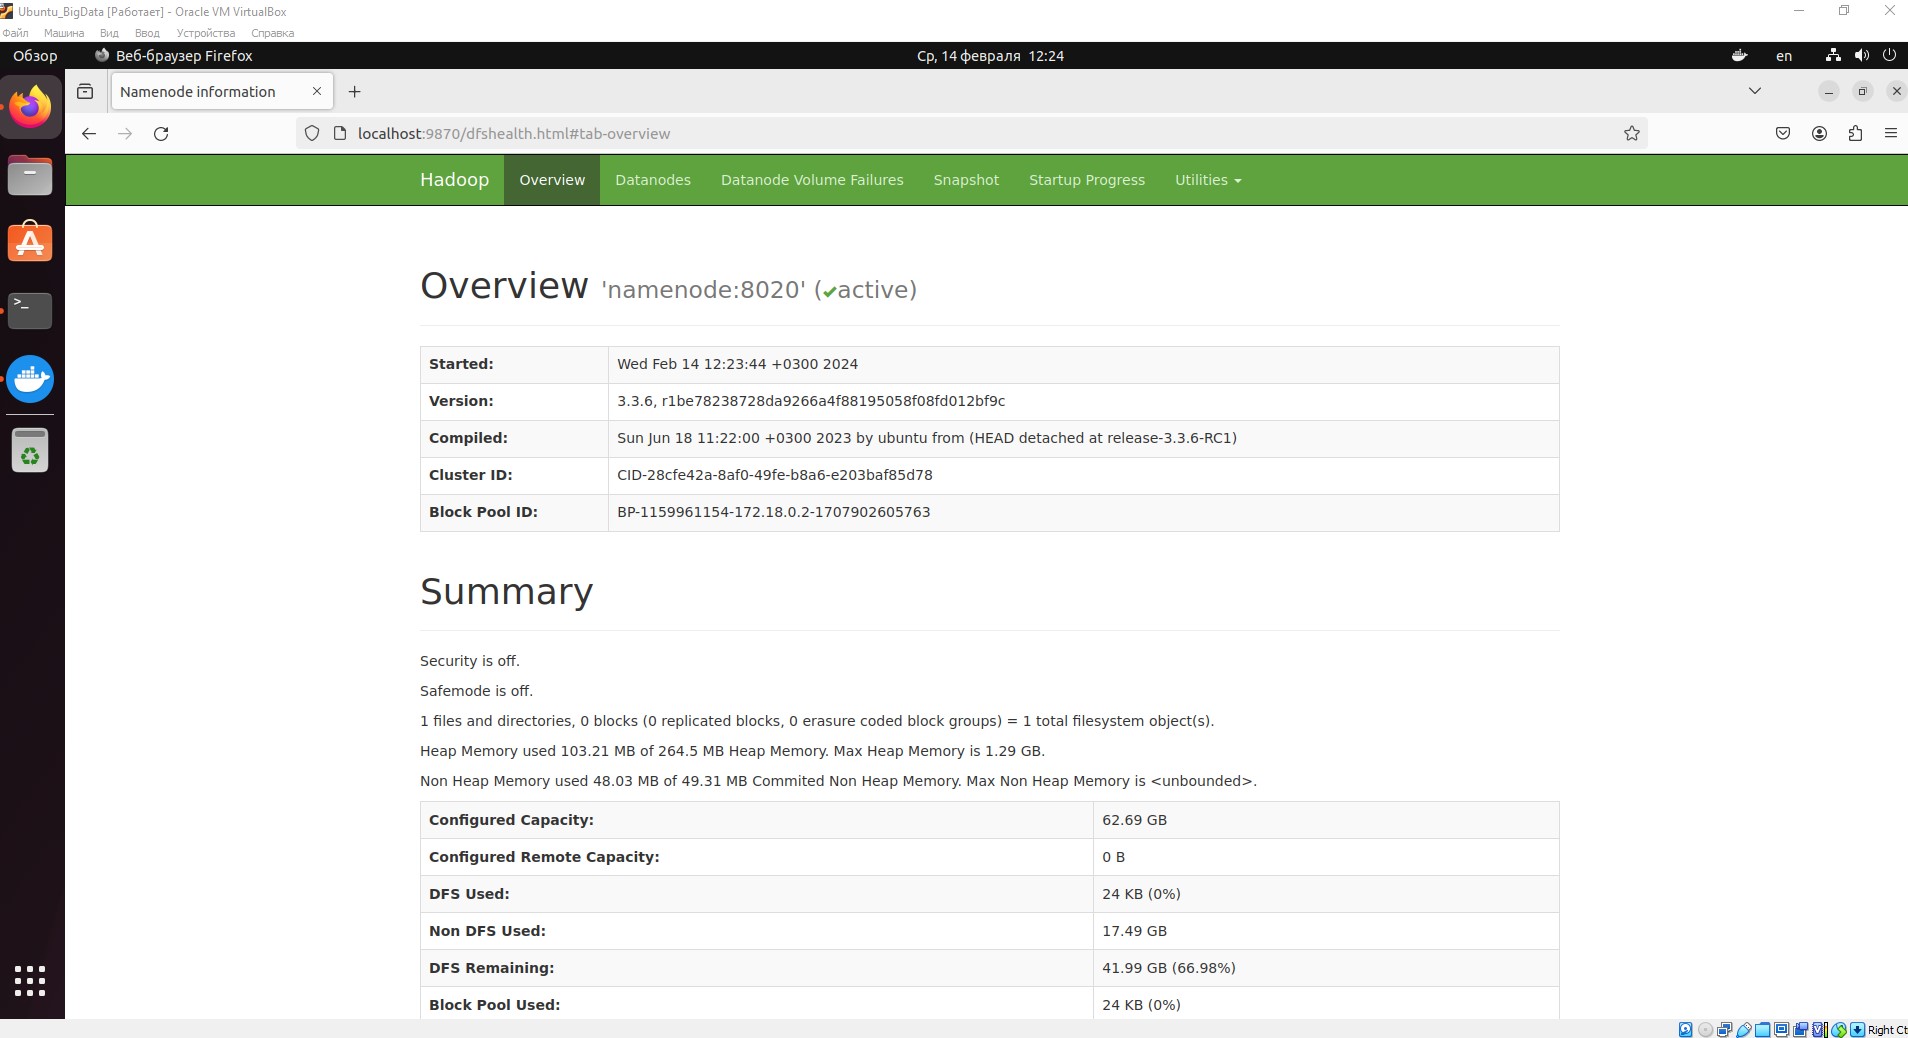 Ubuntu_BigData [Работает] - Oracle VM VirtualBox
Файл Машина Вид Ввод Устройства Справка
Обзор Веб-браузер Firefox Ср, 14 февраля 12:24 en
Namenode information
localhost:9870/dfshealth.html#tab-overview
Hadoop Overview Datanodes Datanode Volume Failures Snapshot Startup Progress Utilities
Overview 'namenode:8020' (✔active)
Started: Wed Feb 14 12:23:44 +0300 2024
Version: 3.3.6, r1be78238728da9266a4f88195058f08fd012bf9c
Compiled: Sun Jun 18 11:22:00 +0300 2023 by ubuntu from (HEAD detached at release-3.3.6-RC1)
Cluster ID: CID-28cfe42a-8af0-49fe-b8a6-e203baf85d78
Block Pool ID: BP-1159961154-172.18.0.2-1707902605763
Summary
Security is off.
Safemode is off.
1 files and directories, 0 blocks (0 replicated blocks, 0 erasure coded block groups) = 1 total filesystem object(s).
Heap Memory used 103.21 MB of 264.5 MB Heap Memory. Max Heap Memory is 1.29 GB.
Non Heap Memory used 48.03 MB of 49.31 MB Commited Non Heap Memory. Max Non Heap Memory is <unbounded>.
Configured Capacity: 62.69 GB
Configured Remote Capacity: 0 B
DFS Used: 24 KB (0%)
Non DFS Used: 17.49 GB
DFS Remaining: 41.99 GB (66.98%)
Block Pool Used: 24 KB (0%)
Right Ct